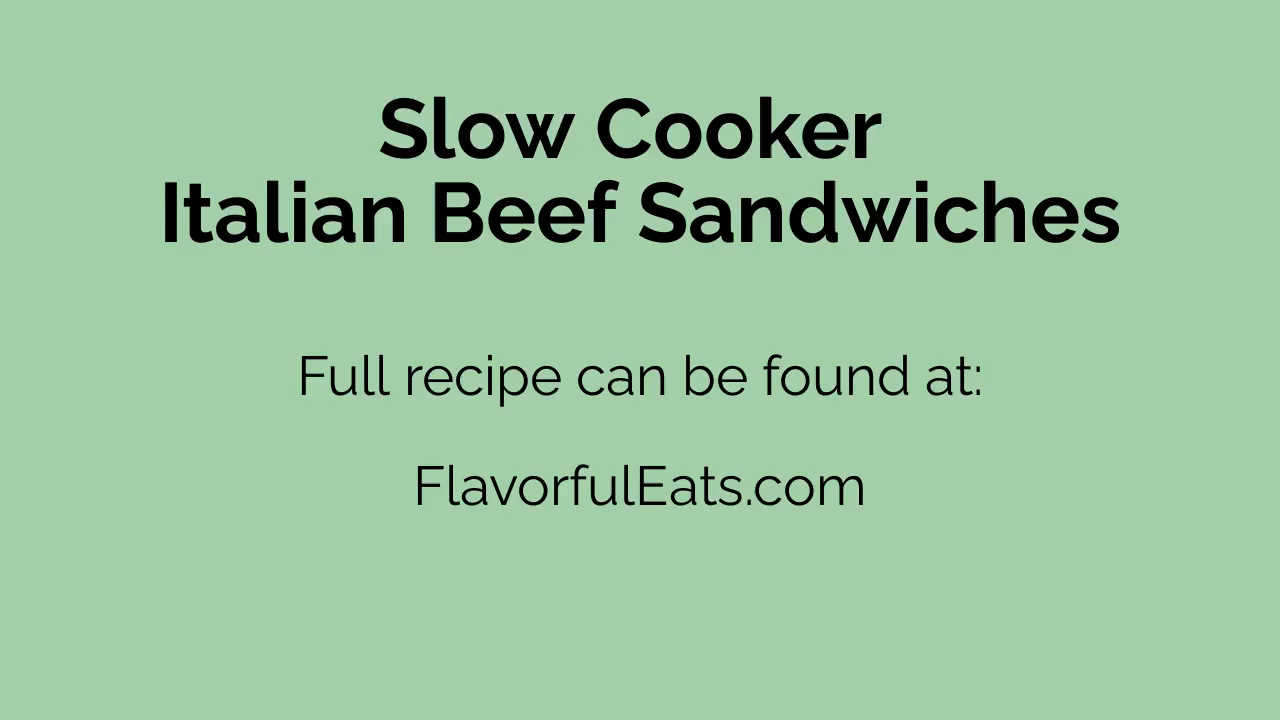 Slow Cooker
Italian Beef Sandwiches
Full recipe can be found at:
FlavorfulEats.com